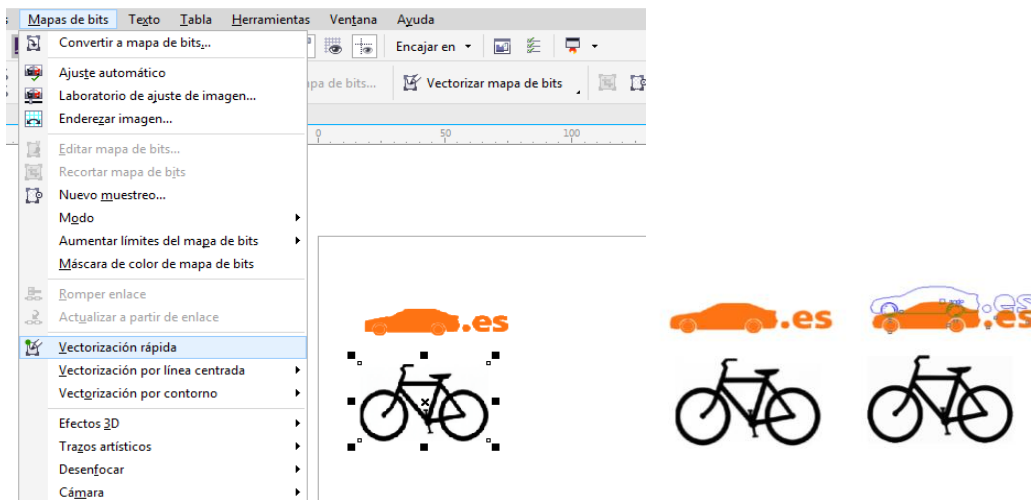 Mapas de bits Texto Tabla Herramientas Ventana Ayuda
Convertir a mapa de bits...
Encajar en
Ajuste automático
Laboratorio de ajuste de imagen...
pa de bits...
Vectorizar mapa de bits
Enderezar imagen...
0 50 100
Editar mapa de bits...
Recortar mapa de bits
Nuevo muestreo...
Modo
Aumentar límites del mapa de bits
Máscara de color de mapa de bits
Romper enlace
Actualizar a partir de enlace
.es .es .es .es
Vectorización rápida
Vectorización por línea centrada
Vectorización por contorno
Efectos 3D
Trazos artísticos
Desenfocar
Cámara